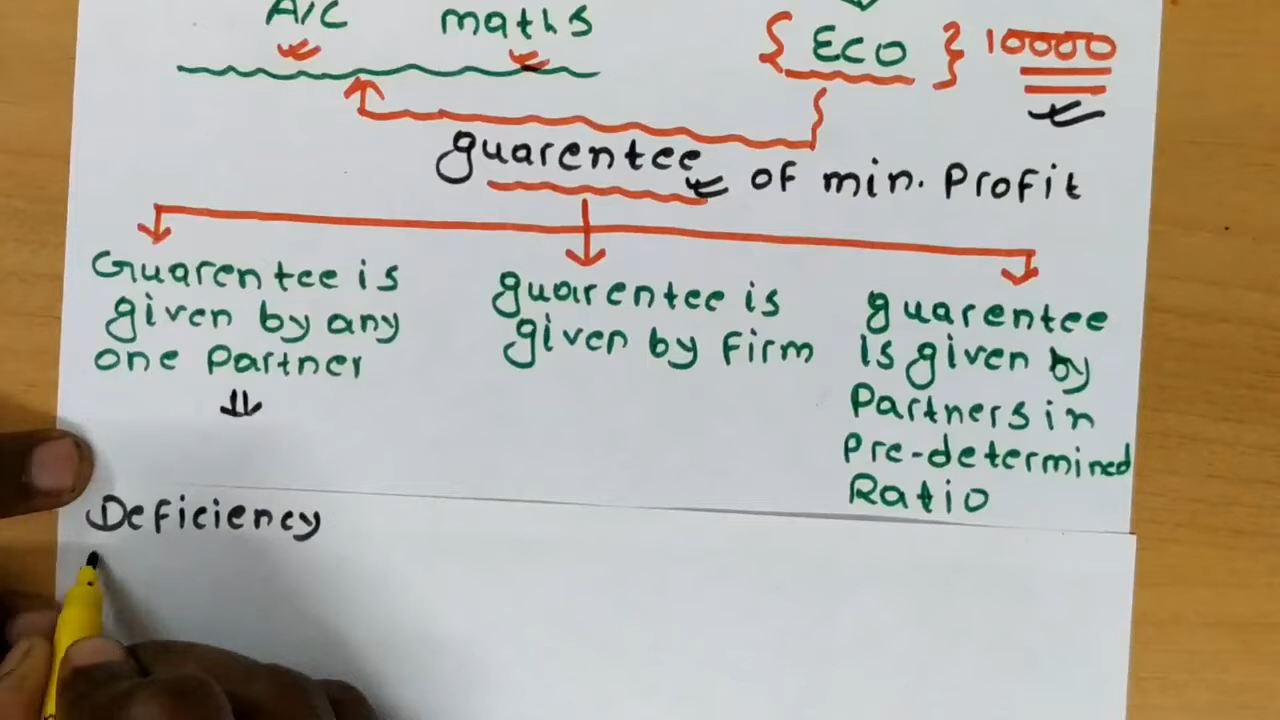 A/C maths { ECO } 10000
guarentee of min. Profit
Guarentee is
given by any
one Partner
guarentee is
given by Firm
guarentee
is given by
Partners in
Pre-determined
Ratio
Deficiency